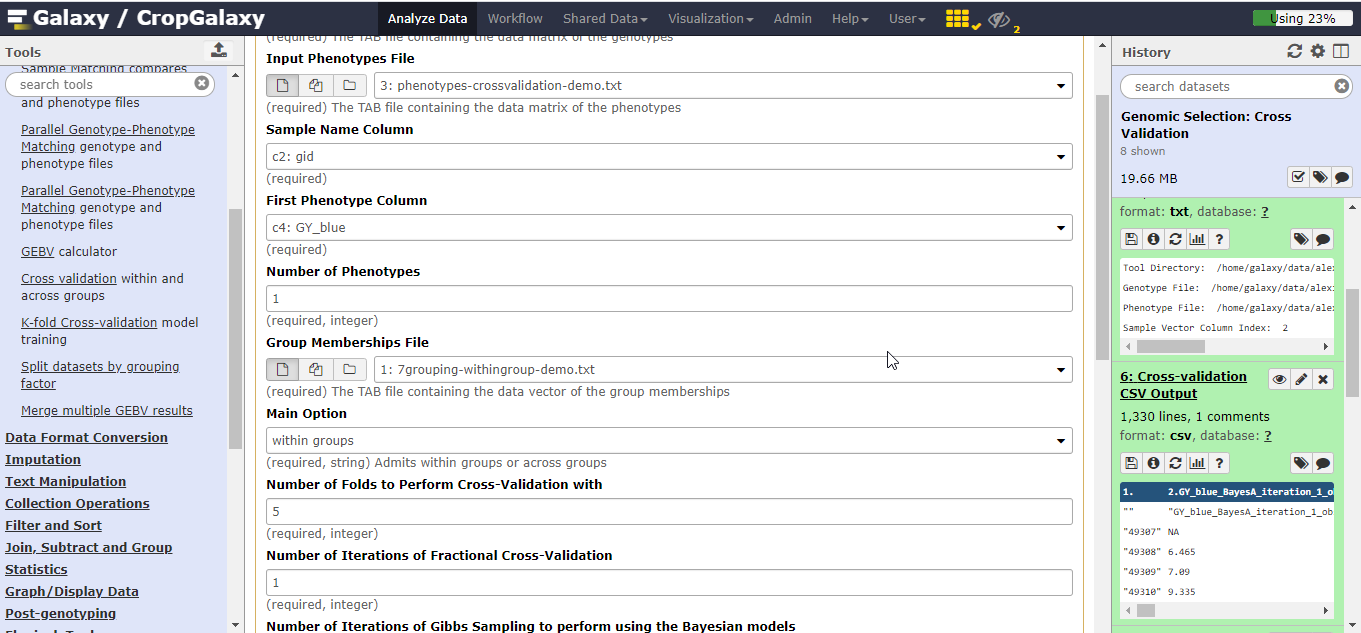 Galaxy / CropGalaxy
Analyze Data
Workflow
Shared Data
Visualization
Admin
Help
User
2
Using 23%
Tools
Sample Matching compares
search tools
and phenotype files
Parallel Genotype-Phenotype
Matching genotype and
phenotype files
Parallel Genotype-Phenotype
Matching genotype and
phenotype files
GEBV calculator
Cross validation within and
across groups
K-fold Cross-validation model
training
Split datasets by grouping
factor
Merge multiple GEBV results
Data Format Conversion
Imputation
Text Manipulation
Collection Operations
Filter and Sort
Join, Subtract and Group
Statistics
Graph/Display Data
Post-genotyping
(required) The TAB file containing the data matrix of the genotypes
Input Phenotypes File
3: phenotypes-crossvalidation-demo.txt
(required) The TAB file containing the data matrix of the phenotypes
Sample Name Column
c2: gid
(required)
First Phenotype Column
c4: GY_blue
(required)
Number of Phenotypes
1
(required, integer)
Group Memberships File
1: 7grouping-withingroup-demo.txt
(required) The TAB file containing the data vector of the group memberships
Main Option
within groups
(required, string) Admits within groups or across groups
Number of Folds to Perform Cross-Validation with
5
(required, integer)
Number of Iterations of Fractional Cross-Validation
1
(required, integer)
Number of Iterations of Gibbs Sampling to perform using the Bayesian models
History
search datasets
Genomic Selection: Cross
Validation
8 shown
19.66 MB
format: txt, database: ?
?
Tool Directory: /home/galaxy/data/alex
Genotype File: /home/galaxy/data/alex
Phenotype File: /home/galaxy/data/alex
Sample Vector Column Index: 2
6: Cross-validation
CSV Output
1,330 lines, 1 comments
format: csv, database: ?
?
1. 2.GY_blue_BayesA_iteration_1_o
"" "GY_blue_BayesA_iteration_1_ob
"49307" NA
"49308" 6.465
"49309" 7.09
"49310" 9.335